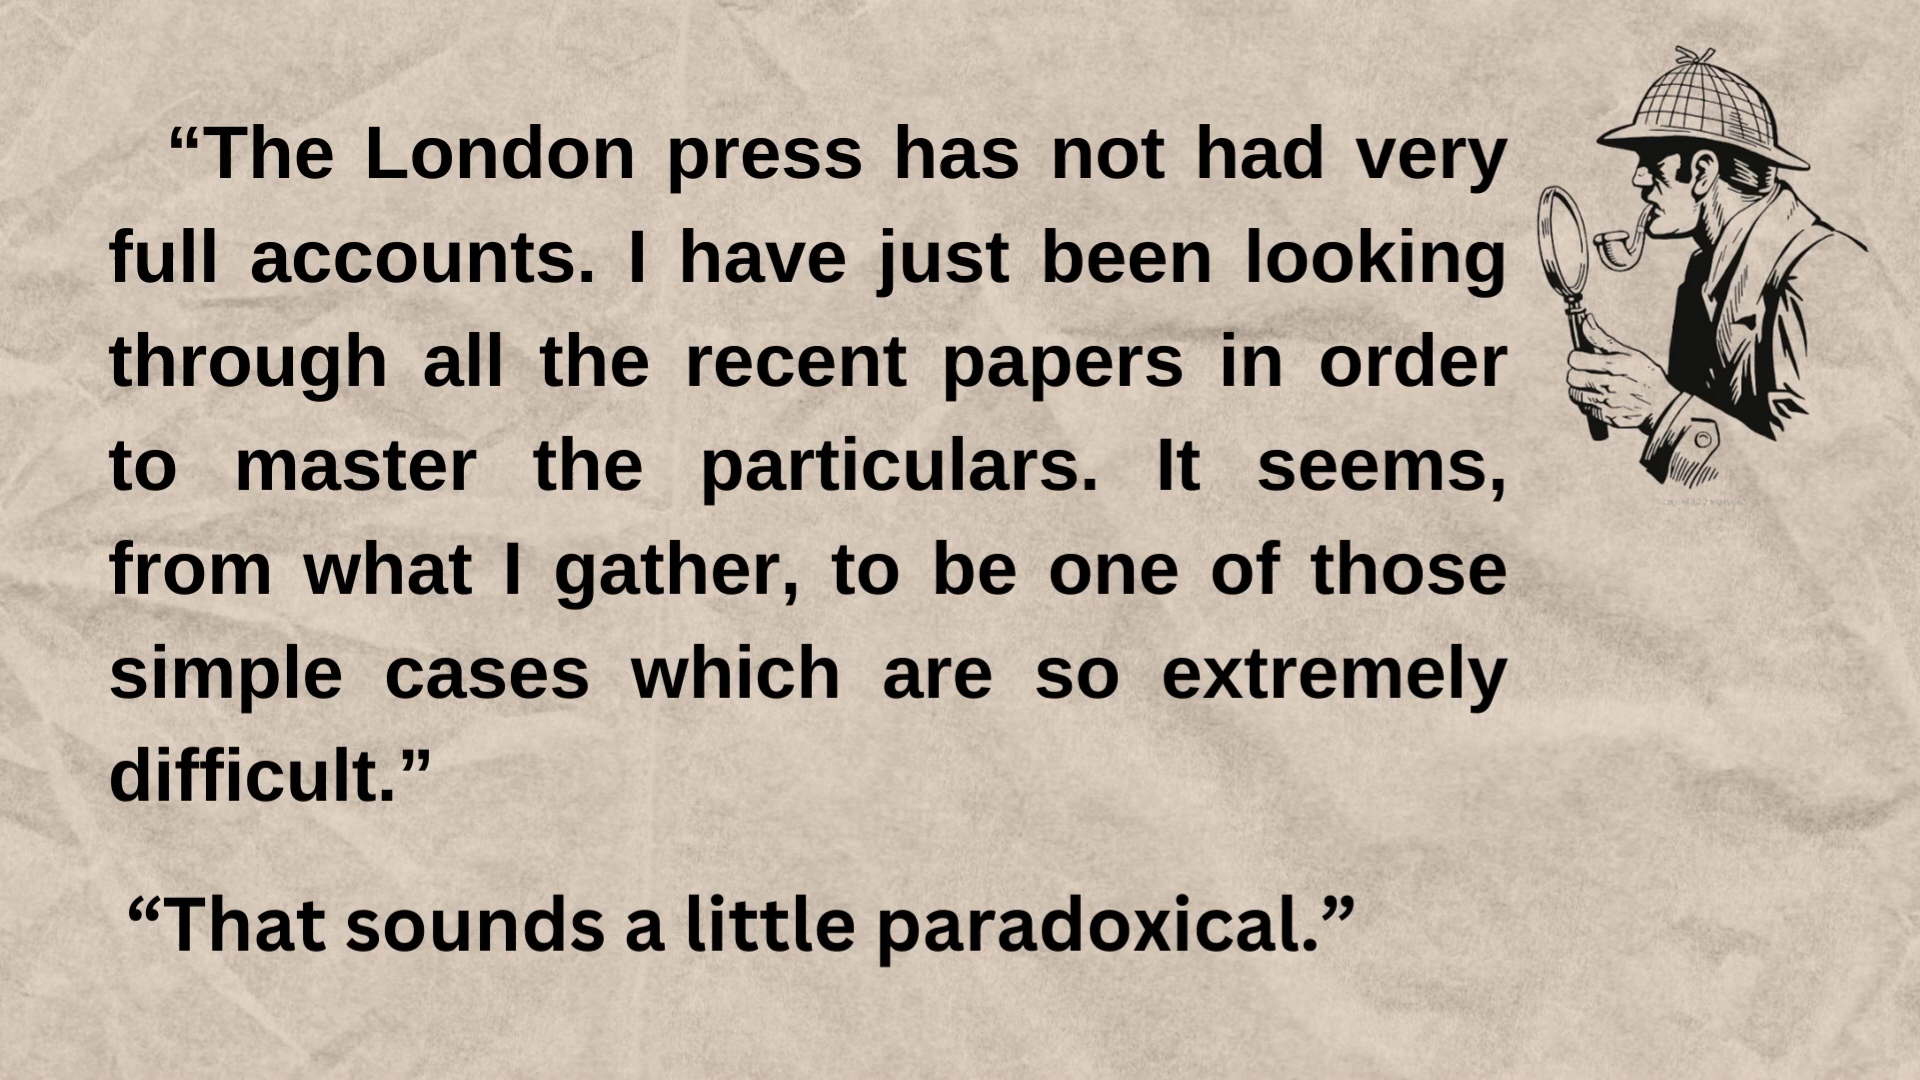 “The London press has not had very
full accounts. I have just been looking
through all the recent papers in order
to master the particulars. It seems,
from what I gather, to be one of those
simple cases which are so extremely
difficult.”
“That sounds a little paradoxical.”